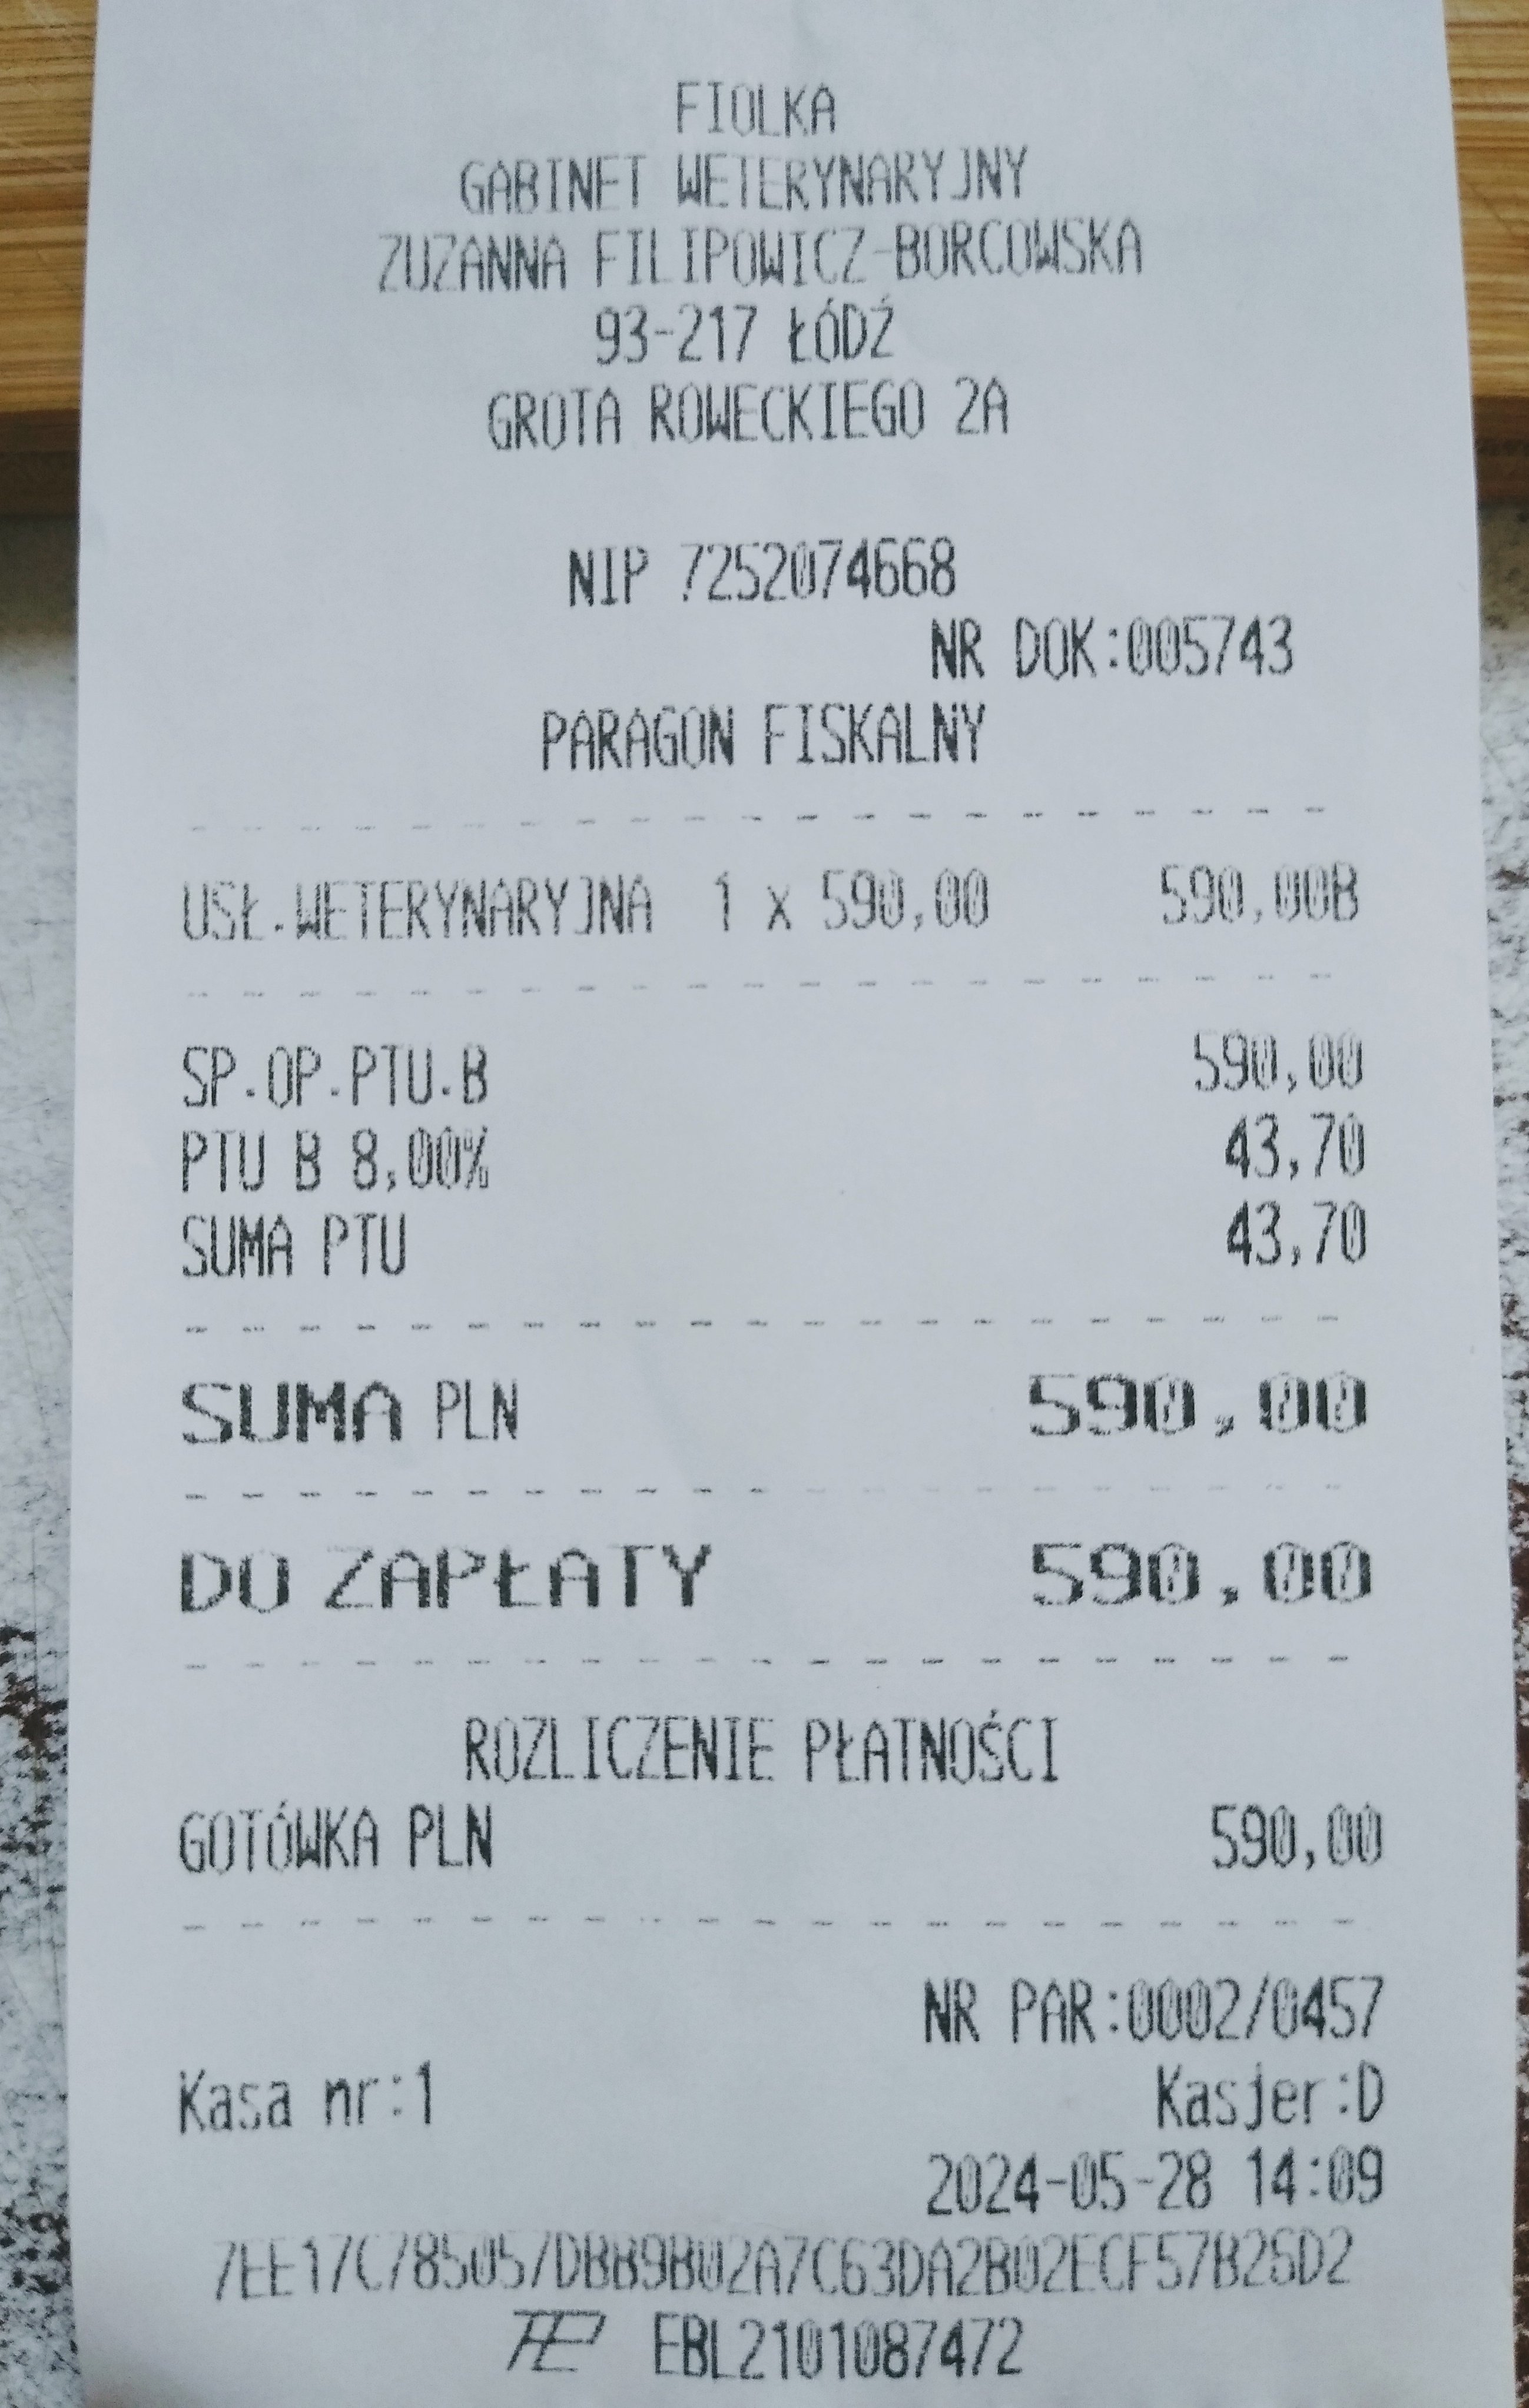 FIOLKA
GABINET WETERYNARYJNY
ZUZANNA FILIPOWICZ-BORCOWSKA
93-217 ŁÓDŹ
GROTA ROWECKIEGO 2A
NIP 7252074668
NR DOK:005743
PARAGON FISKALNY
USŁ.WETERYNARYJNA 1 x 590,00 590,00B
SP.OP.PTU.B 590,00
PTU B 8,00% 43,70
SUMA PTU 43,70
SUMA PLN 590,00
DO ZAPŁATY 590,00
ROZLICZENIE PŁATNOŚCI
GOTÓWKA PLN 590,00
NR PAR:0002/0457
Kasa nr:1 Kasjer:D
2024-05-28 14:09
7EE17C785057DBB9B02A7C63DA2B02ECF57B26D2
EBL2101087472